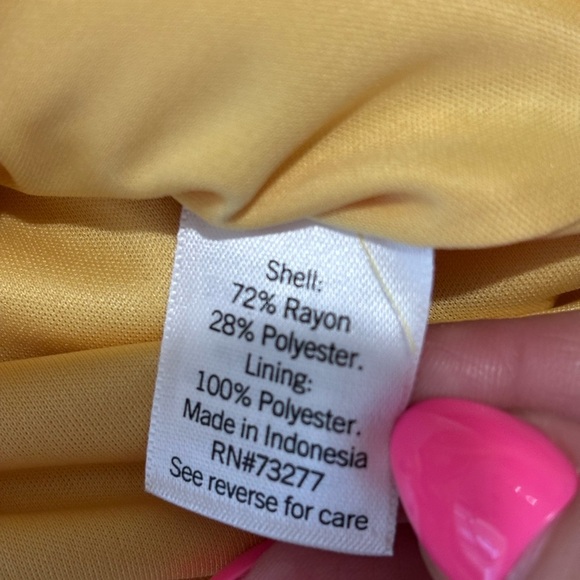 Shell:
72% Rayon
28% Polyester.
Lining:
100% Polyester.
Made in Indonesia
RN#73277
See reverse for care